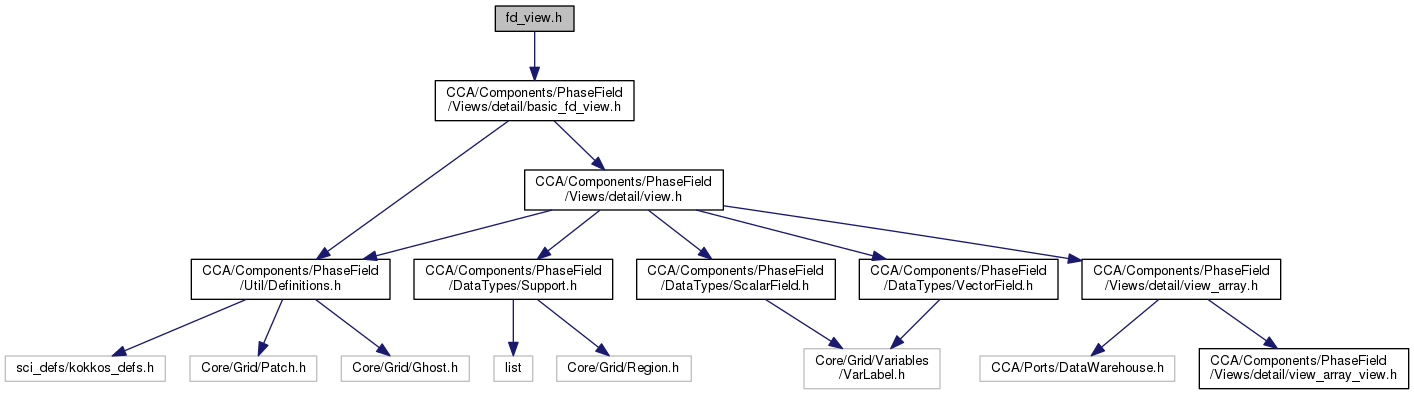 fd_view.h
CCA/Components/PhaseField
/Views/detail/basic_fd_view.h
CCA/Components/PhaseField
/Views/detail/view.h
CCA/Components/PhaseField
/Util/Definitions.h
CCA/Components/PhaseField
/DataTypes/Support.h
CCA/Components/PhaseField
/DataTypes/ScalarField.h
CCA/Components/PhaseField
/DataTypes/VectorField.h
CCA/Components/PhaseField
/Views/detail/view_array.h
sci_defs/kokkos_defs.h
Core/Grid/Patch.h
Core/Grid/Ghost.h
list
Core/Grid/Region.h
Core/Grid/Variables
/VarLabel.h
CCA/Ports/DataWarehouse.h
CCA/Components/PhaseField
/Views/detail/view_array_view.h